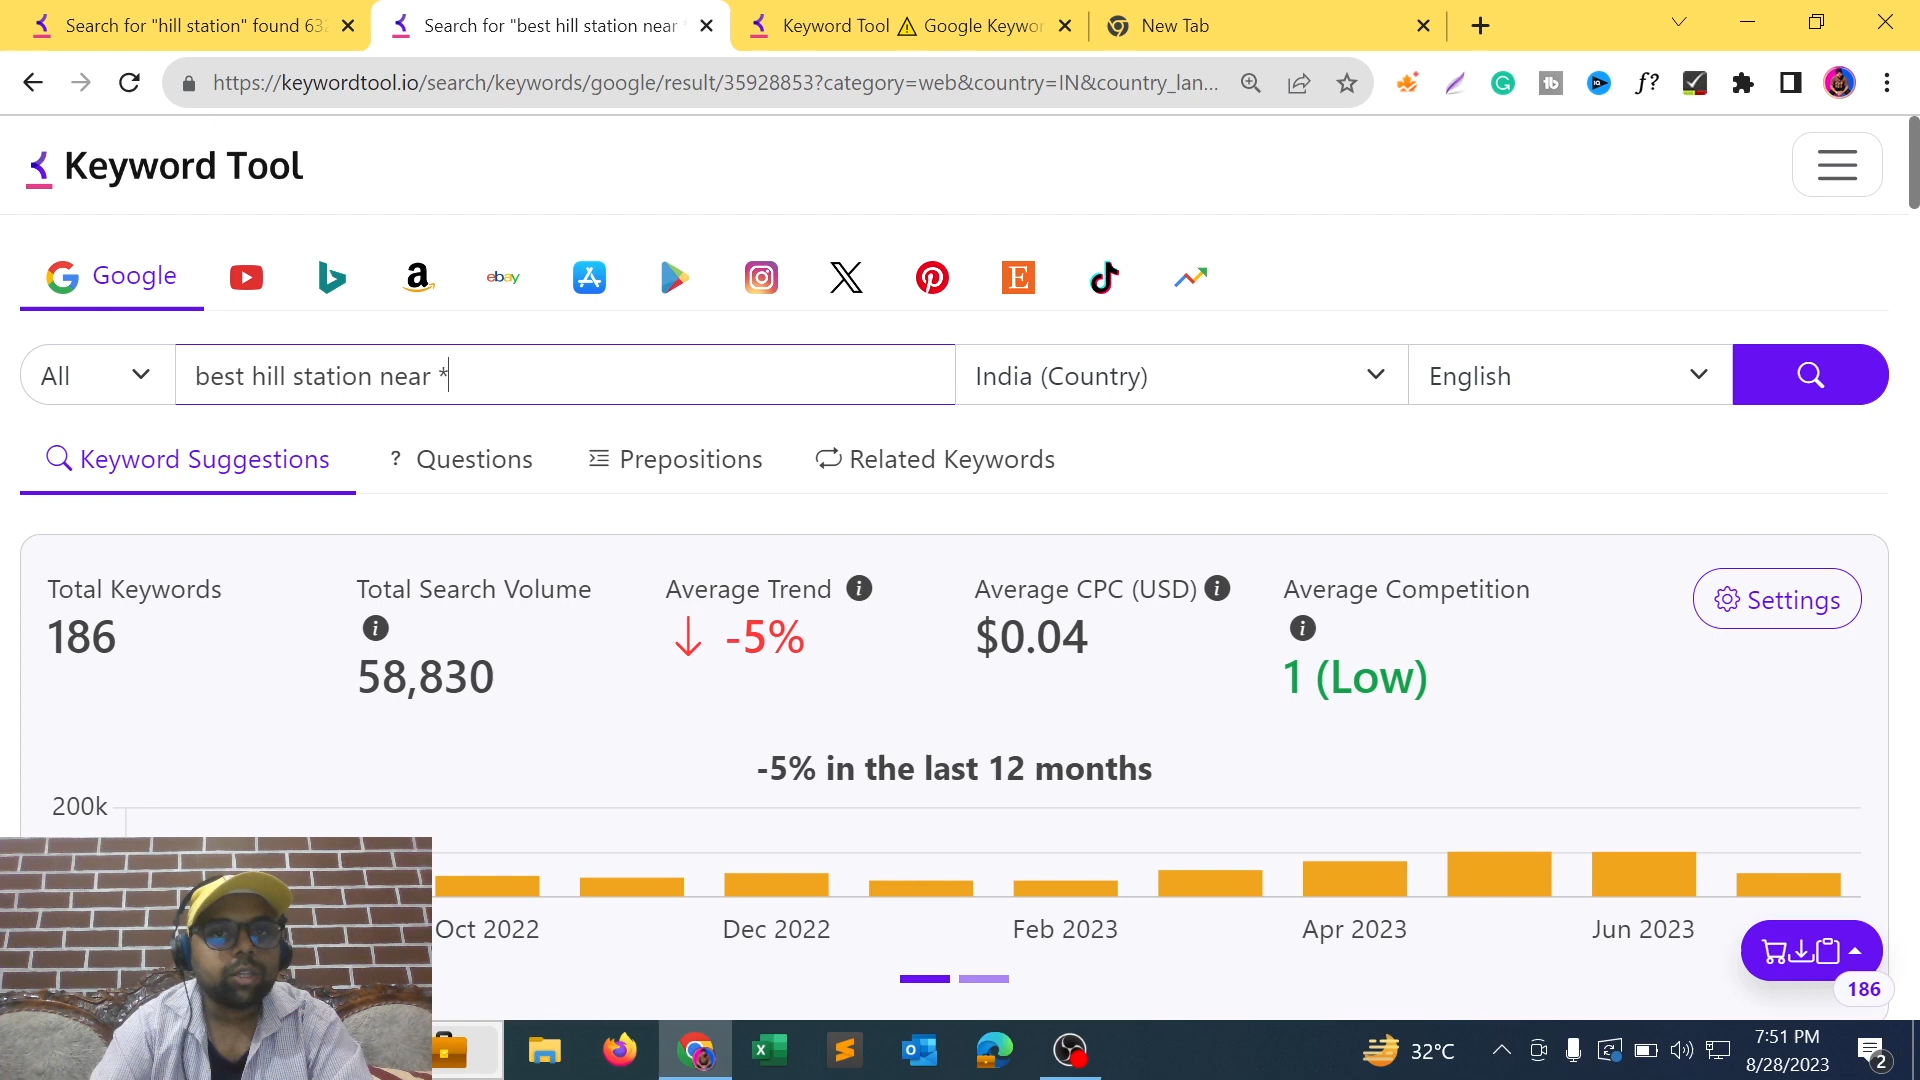 Search for "hill station" found 632
Search for "best hill station near *
Keyword Tool ⚠ Google Keywor
New Tab
https://keywordtool.io/search/keywords/google/result/35928853?category=web&country=IN&country_lan...
Keyword Tool
Google
ebay
All
best hill station near *
India (Country)
English
Keyword Suggestions
? Questions
Prepositions
Related Keywords
Total Keywords
186
Total Search Volume
58,830
Average Trend
↓ -5%
Average CPC (USD)
$0.04
Average Competition
1 (Low)
Settings
-5% in the last 12 months
200k
Oct 2022
Dec 2022
Feb 2023
Apr 2023
Jun 2023
186
32°C
7:51 PM
8/28/2023
2